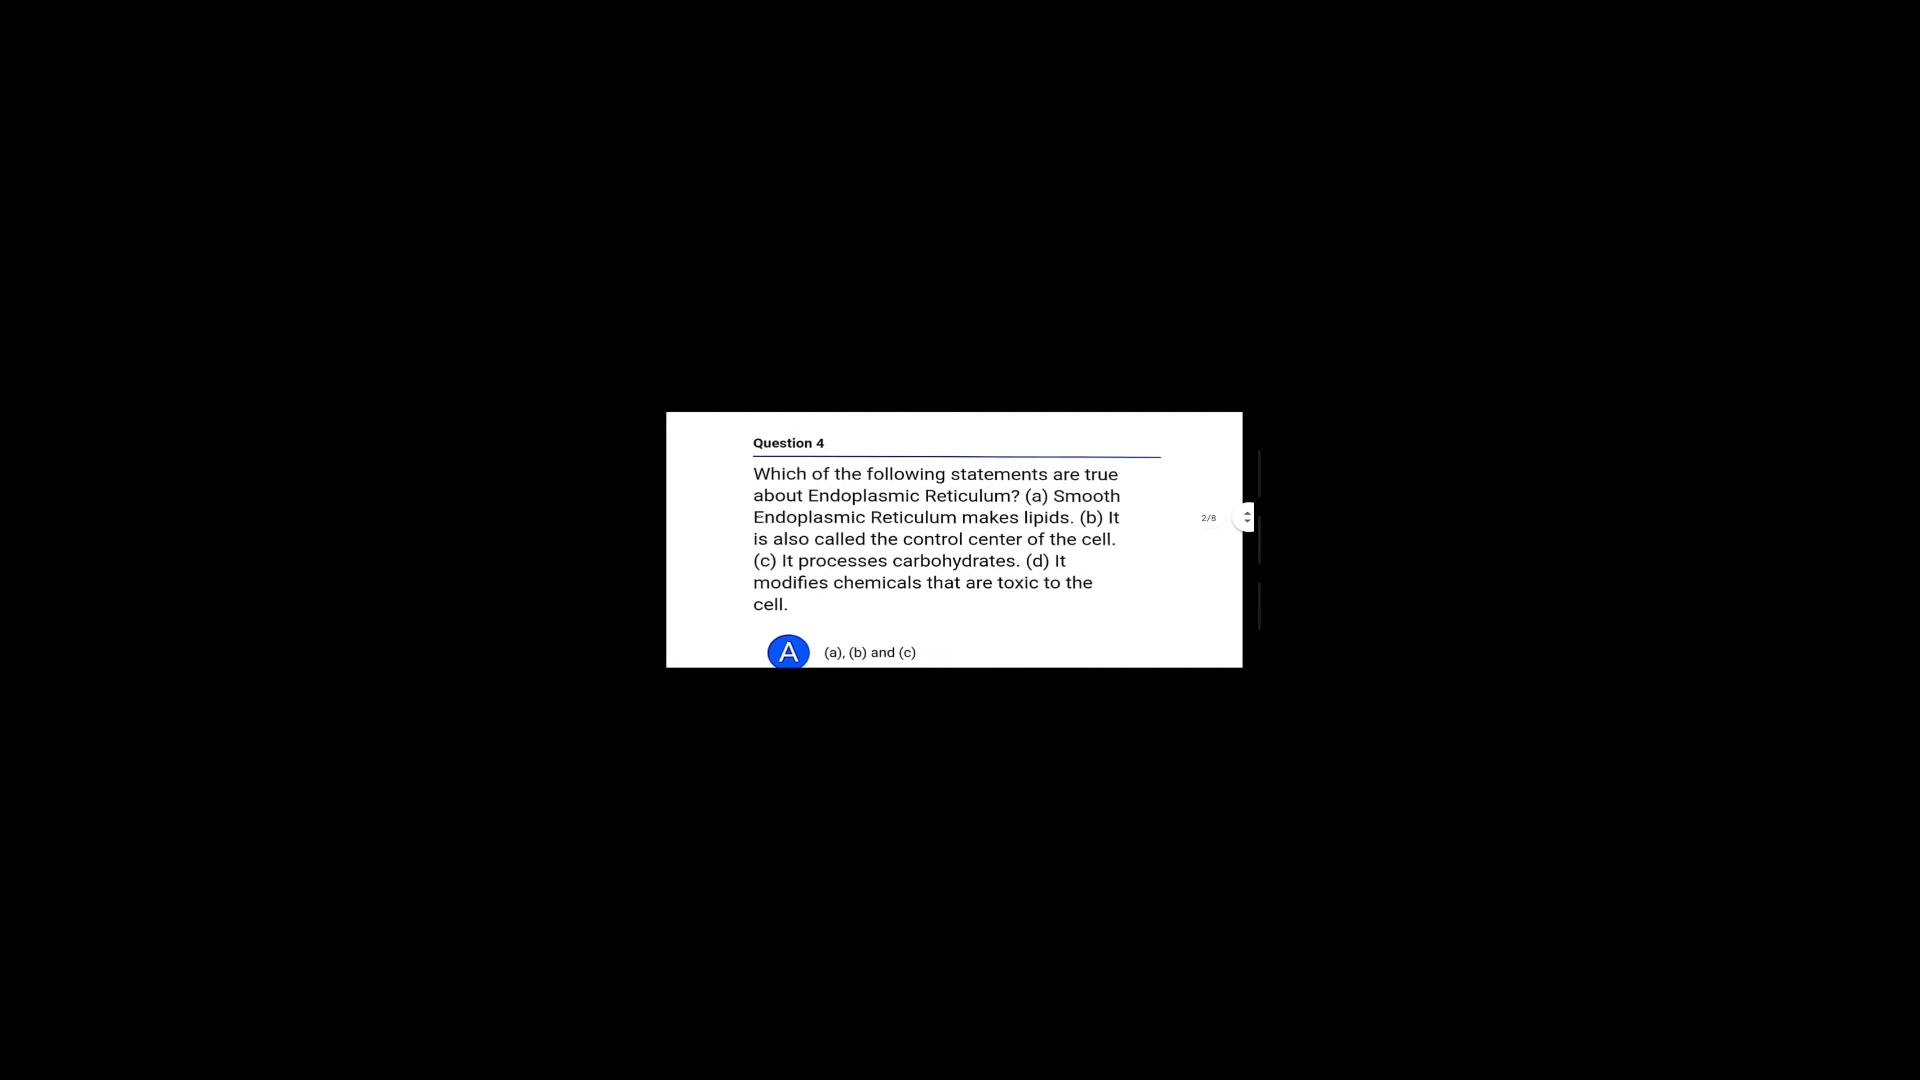 Question 4
Which of the following statements are true
about Endoplasmic Reticulum? (a) Smooth
Endoplasmic Reticulum makes lipids. (b) It
is also called the control center of the cell.
(c) It processes carbohydrates. (d) It
modifies chemicals that are toxic to the
cell.
2/8
A (a), (b) and (c)